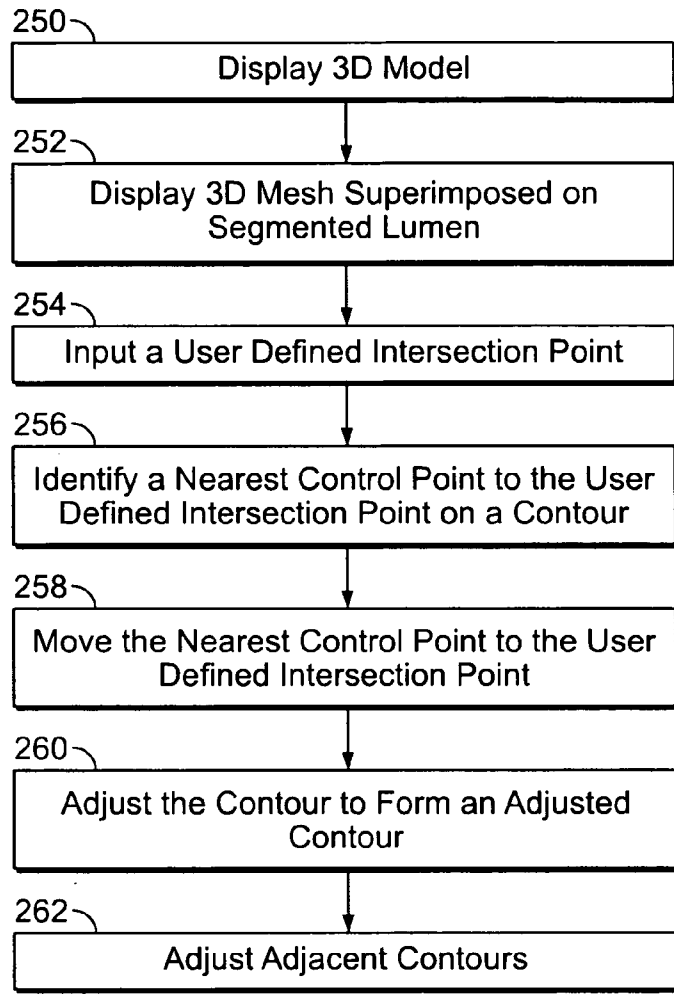 250
Display 3D Model
252
Display 3D Mesh Superimposed on
Segmented Lumen
254
Input a User Defined Intersection Point
256
Identify a Nearest Control Point to the User
Defined Intersection Point on a Contour
258
Move the Nearest Control Point to the User
Defined Intersection Point
260
Adjust the Contour to Form an Adjusted
Contour
262
Adjust Adjacent Contours